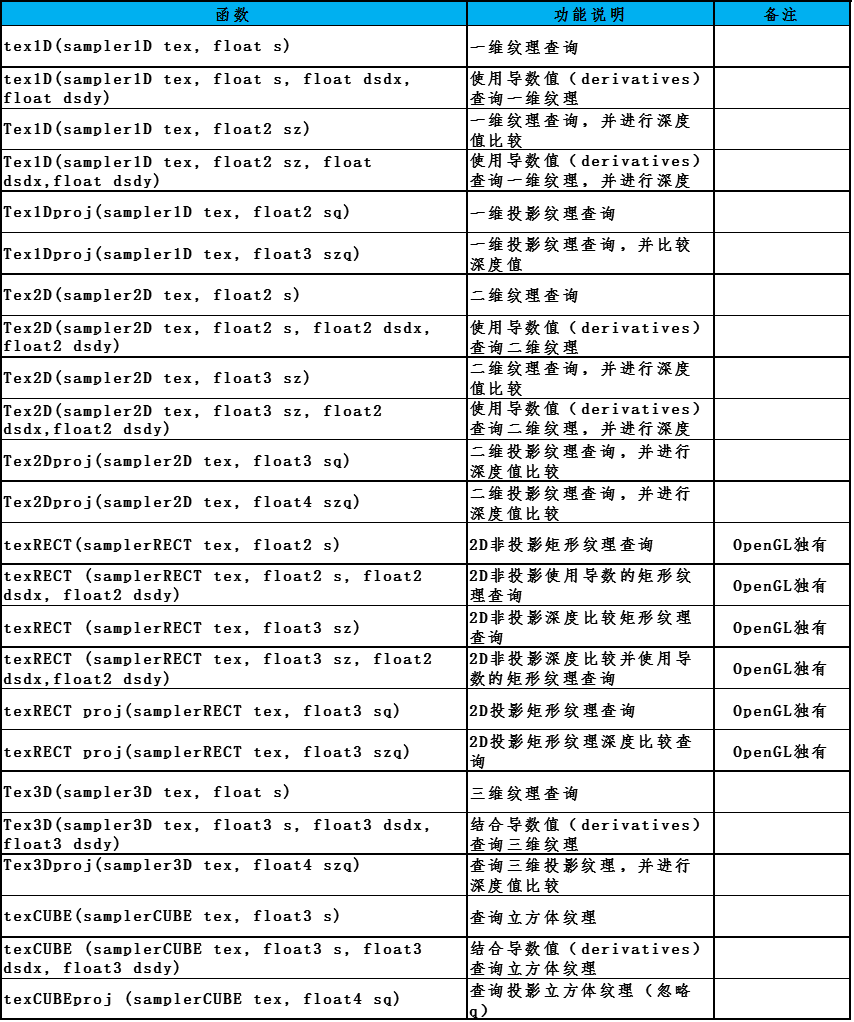 函数 功能说明 备注
tex1D(sampler1D tex, float s) 一维纹理查询
tex1D(sampler1D tex, float s, float dsdx,
float dsdy)
使用导数值（derivatives）
查询一维纹理
Tex1D(sampler1D tex, float2 sz)
一维纹理查询，并进行深度
值比较
Tex1D(sampler1D tex, float2 sz, float
dsdx,float dsdy)
使用导数值（derivatives）
查询一维纹理，并进行深度
Tex1Dproj(sampler1D tex, float2 sq) 一维投影纹理查询
Tex1Dproj(sampler1D tex, float3 szq)
一维投影纹理查询，并比较
深度值
Tex2D(sampler2D tex, float2 s) 二维纹理查询
Tex2D(sampler2D tex, float2 s, float2 dsdx,
float2 dsdy)
使用导数值（derivatives）
查询二维纹理
Tex2D(sampler2D tex, float3 sz)
二维纹理查询，并进行深度
值比较
Tex2D(sampler2D tex, float3 sz, float2
dsdx,float2 dsdy)
使用导数值（derivatives）
查询二维纹理，并进行深度
Tex2Dproj(sampler2D tex, float3 sq)
二维投影纹理查询，并进行
深度值比较
Tex2Dproj(sampler2D tex, float4 szq)
二维投影纹理查询，并进行
深度值比较
texRECT(samplerRECT tex, float2 s) 2D非投影矩形纹理查询 OpenGL独有
texRECT (samplerRECT tex, float2 s, float2
dsdx, float2 dsdy)
2D非投影使用导数的矩形纹
理查询
OpenGL独有
texRECT (samplerRECT tex, float3 sz)
2D非投影深度比较矩形纹理
查询
OpenGL独有
texRECT (samplerRECT tex, float3 sz, float2
dsdx,float2 dsdy)
2D非投影深度比较并使用导
数的矩形纹理查询
OpenGL独有
texRECT proj(samplerRECT tex, float3 sq) 2D投影矩形纹理查询 OpenGL独有
texRECT proj(samplerRECT tex, float3 szq)
2D投影矩形纹理深度比较查
询
OpenGL独有
Tex3D(sampler3D tex, float s) 三维纹理查询
Tex3D(sampler3D tex, float3 s, float3 dsdx,
float3 dsdy)
结合导数值（derivatives）
查询三维纹理
Tex3Dproj(sampler3D tex, float4 szq)
查询三维投影纹理，并进行
深度值比较
texCUBE(samplerCUBE tex, float3 s) 查询立方体纹理
texCUBE (samplerCUBE tex, float3 s, float3
dsdx, float3 dsdy)
结合导数值（derivatives）
查询立方体纹理
texCUBEproj (samplerCUBE tex, float4 sq)
查询投影立方体纹理（忽略
q）